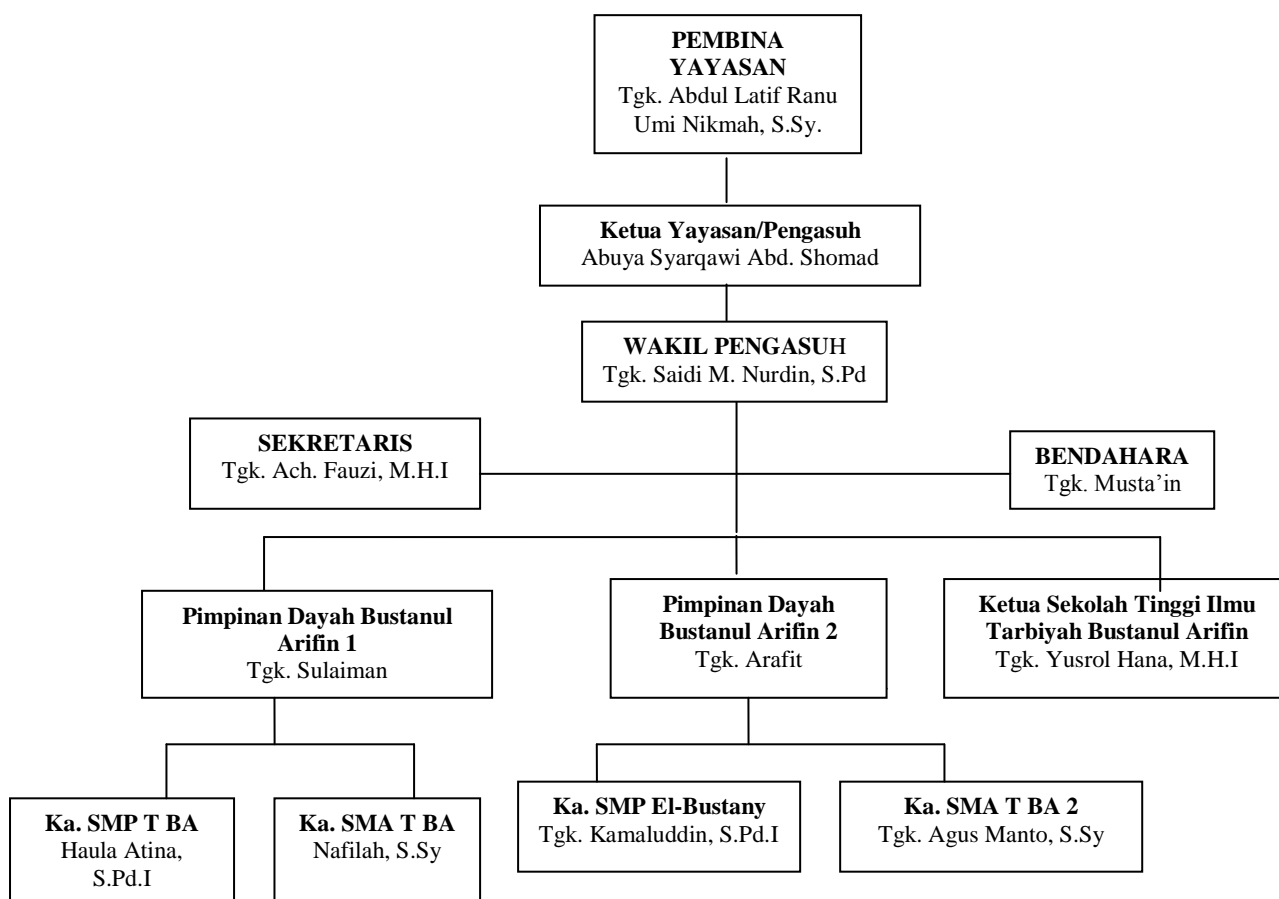 PEMBINA
YAYASAN
Tgk. Abdul Latif Ranu
Umi Nikmah, S.Sy.
Ketua Yayasan/Pengasuh
Abuya Syarqawi Abd. Shomad
WAKIL PENGASUH
Tgk. Saidi M. Nurdin, S.Pd
SEKRETARIS
Tgk. Ach. Fauzi, M.H.I
BENDAHARA
Tgk. Musta’in
Pimpinan Dayah Bustanul
Arifin 1
Tgk. Sulaiman
Pimpinan Dayah
Bustanul Arifin 2
Tgk. Arafit
Ketua Sekolah Tinggi Ilmu
Tarbiyah Bustanul Arifin
Tgk. Yusrol Hana, M.H.I
Ka. SMP T BA
Haula Atina,
S.Pd.I
Ka. SMA T BA
Nafilah, S.Sy
Ka. SMP El-Bustany
Tgk. Kamaluddin, S.Pd.I
Ka. SMA T BA 2
Tgk. Agus Manto, S.Sy